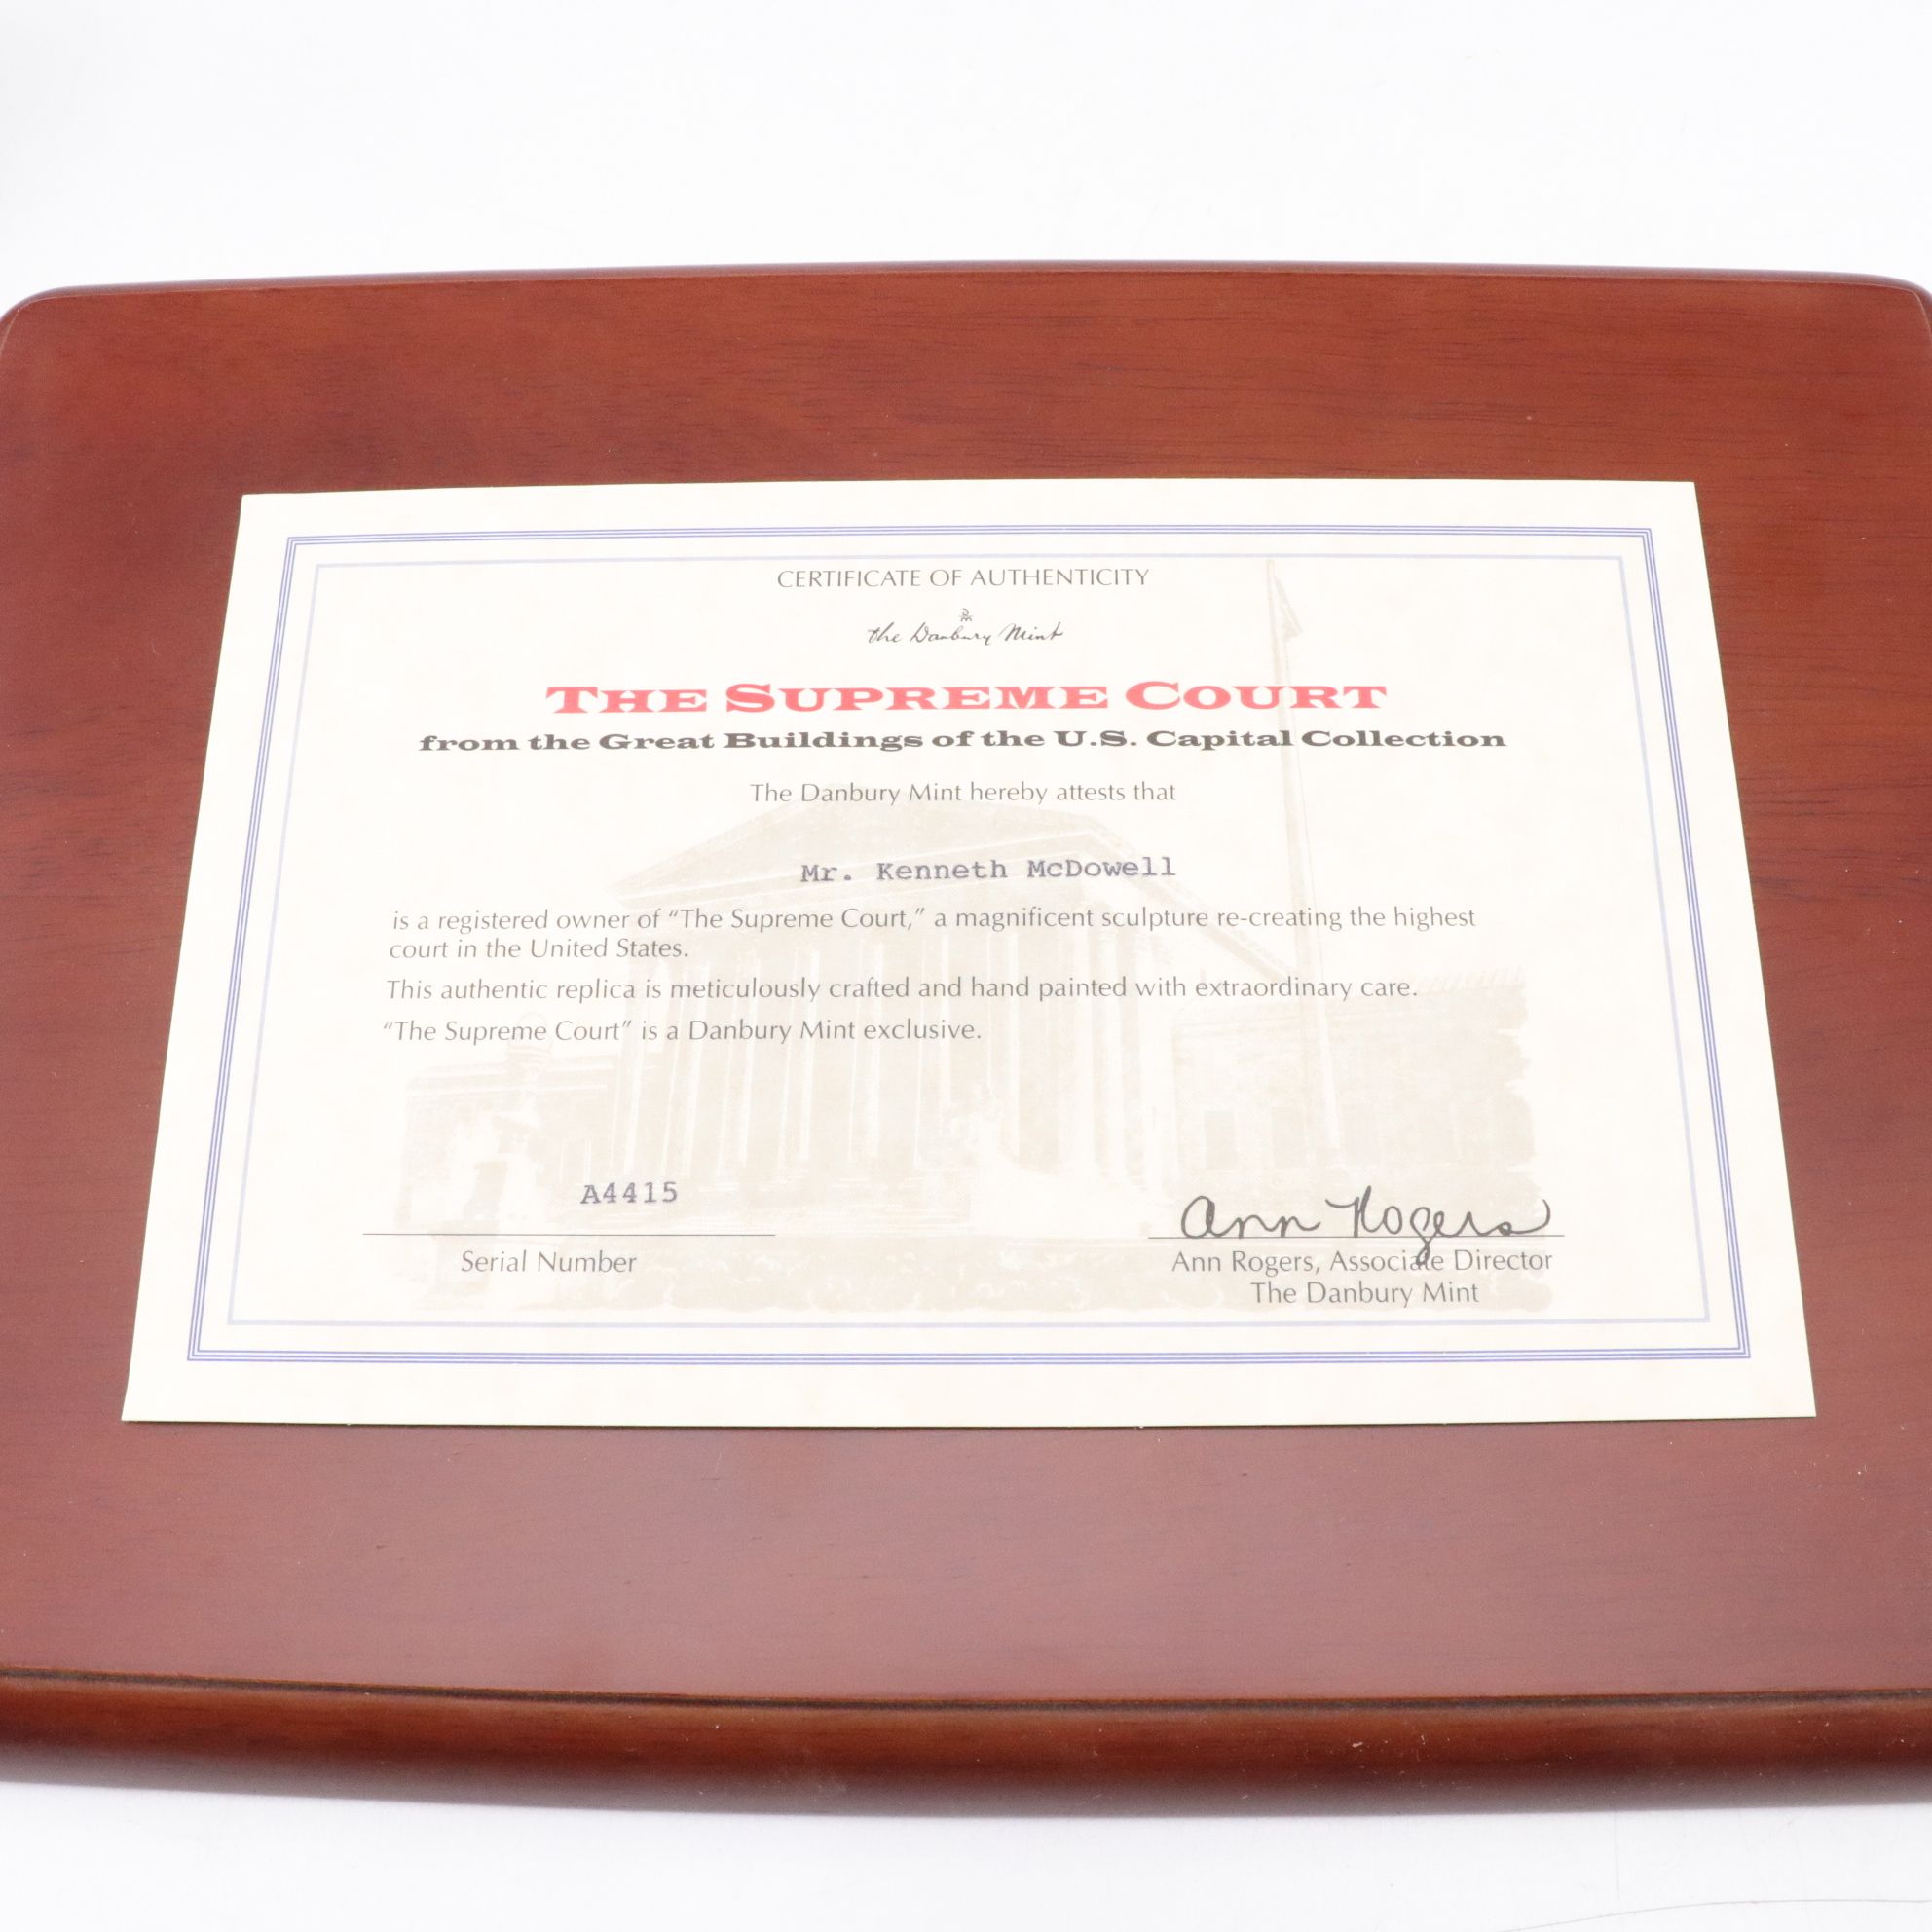 CERTIFICATE OF AUTHENTICITY
the Danbury Mint
THE SUPREME COURT
from the Great Buildings of the U.S. Capital Collection
The Danbury Mint hereby attests that
Mr. Kenneth McDowell
is a registered owner of “The Supreme Court,” a magnificent sculpture re-creating the highest
court in the United States.
This authentic replica is meticulously crafted and hand painted with extraordinary care.
“The Supreme Court” is a Danbury Mint exclusive.
A4415
Serial Number
Ann Rogers
Ann Rogers, Associate Director
The Danbury Mint